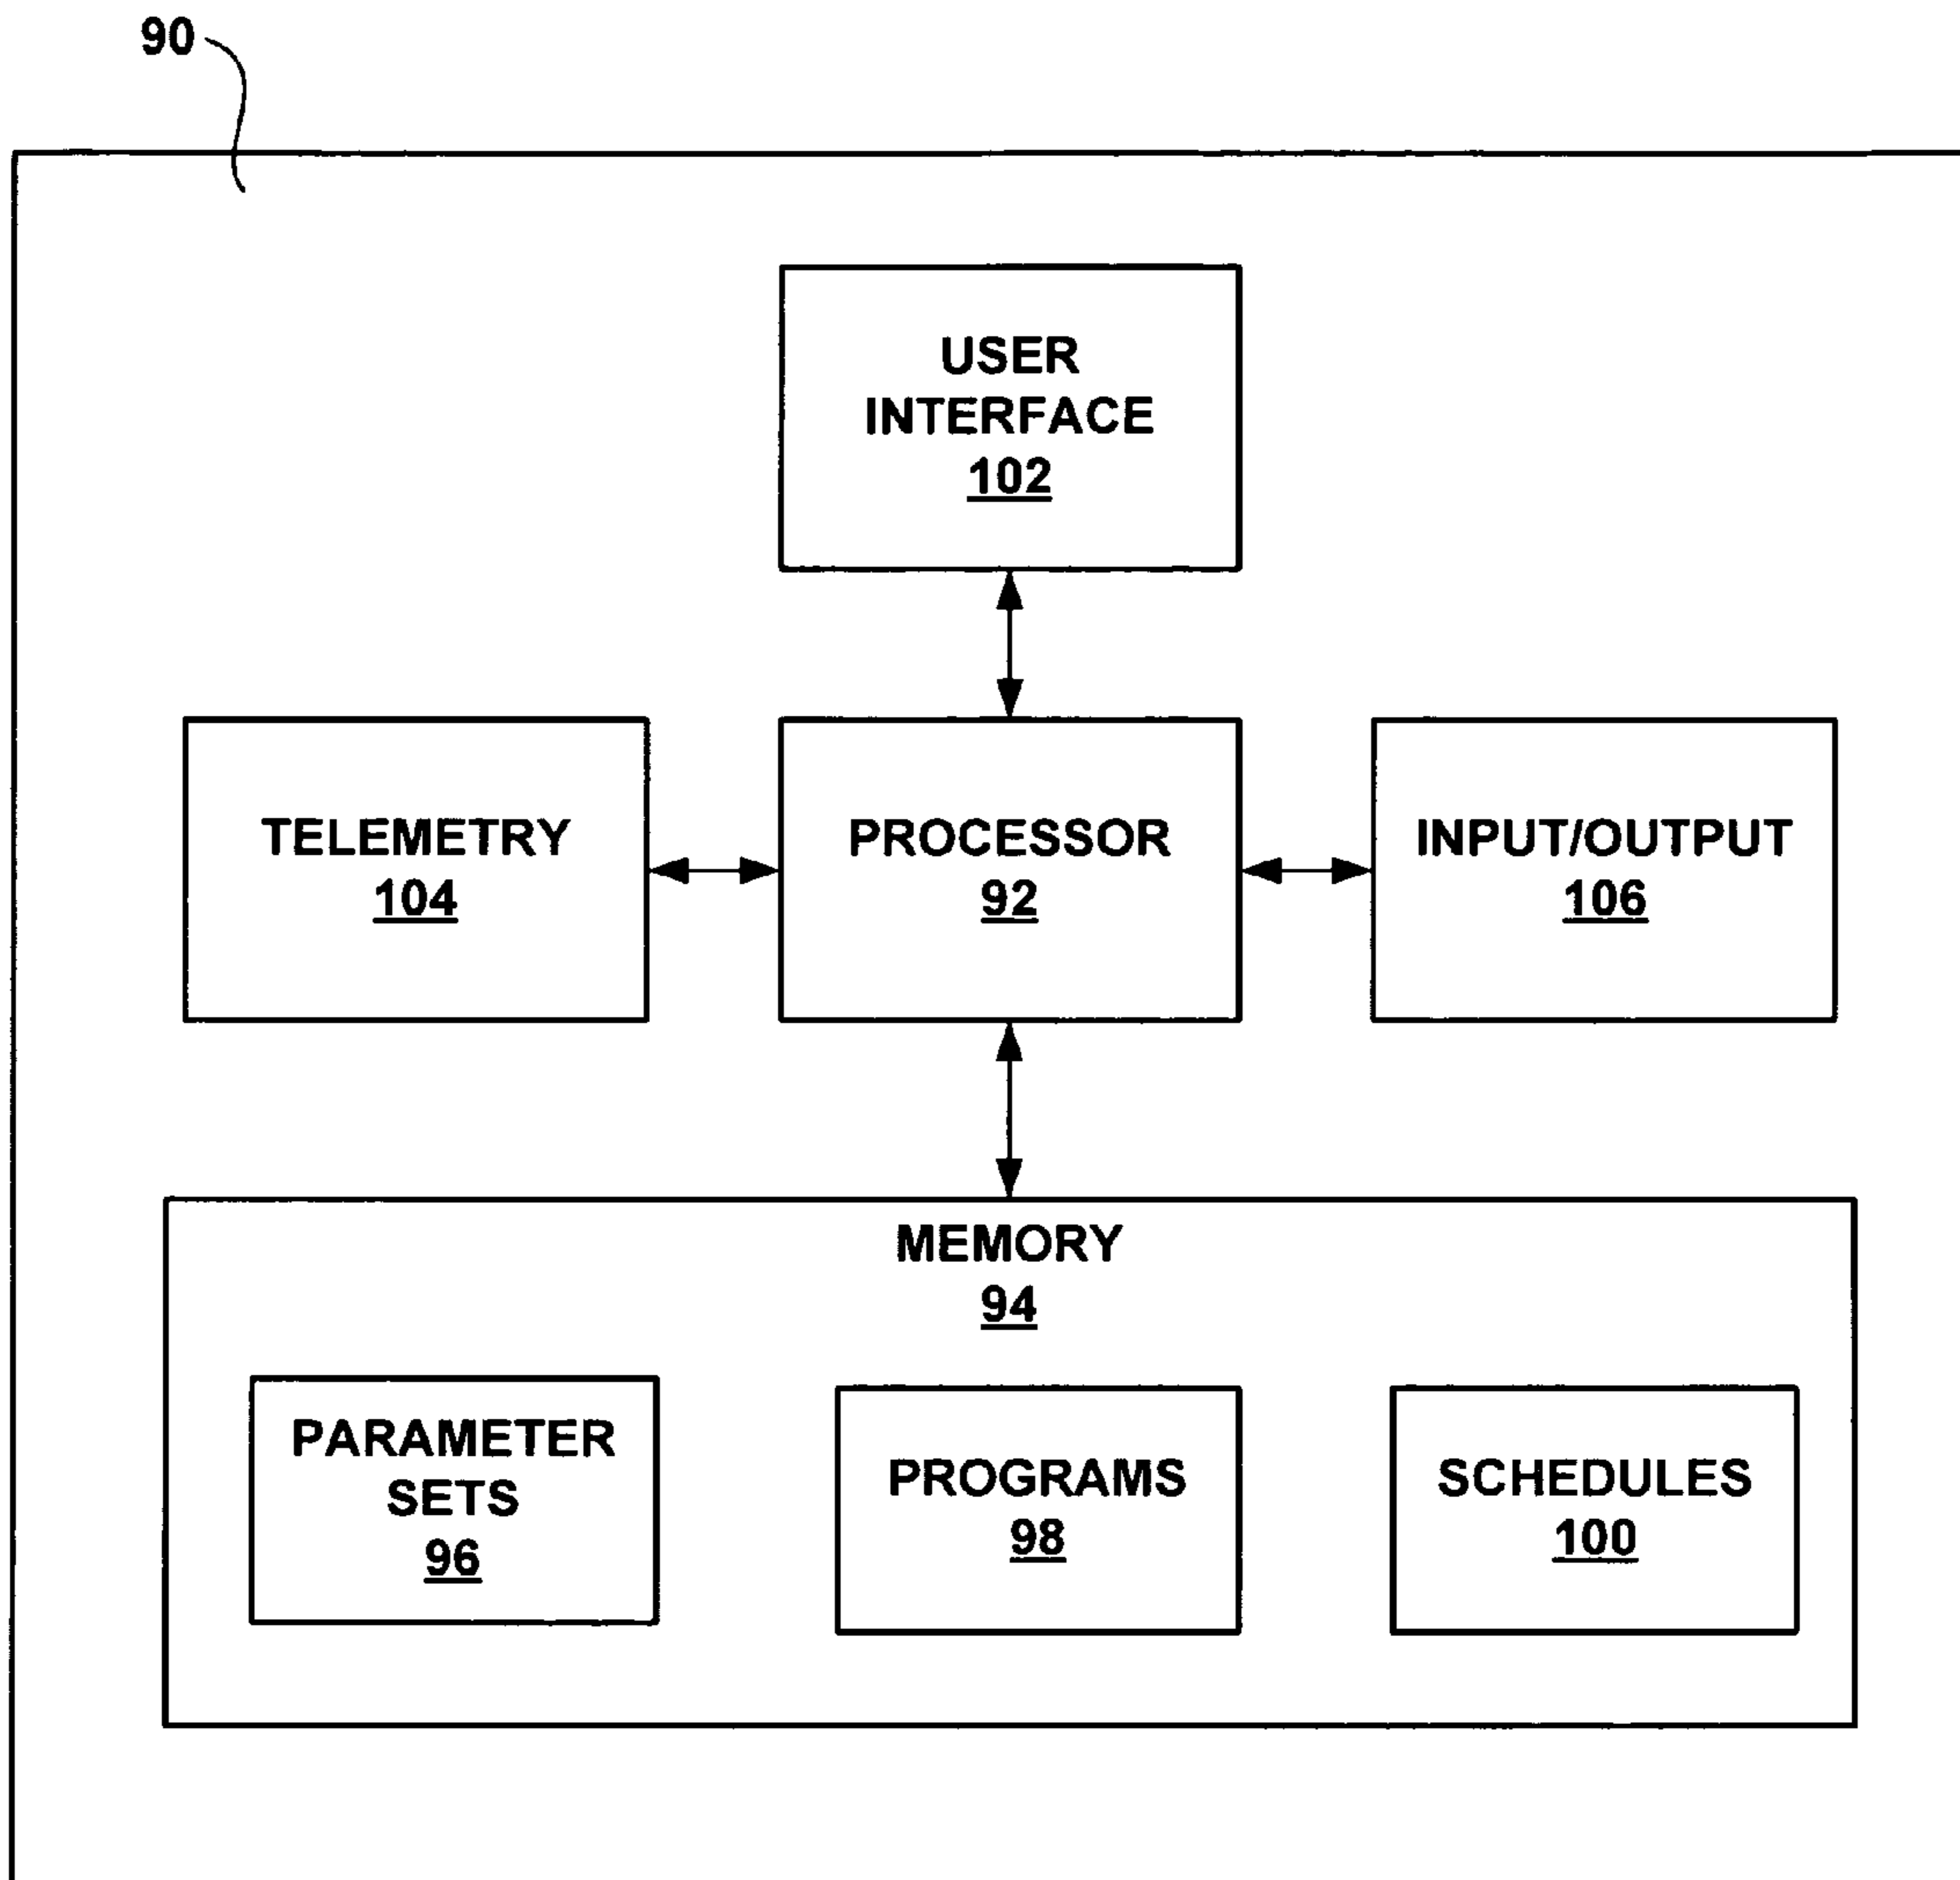 90
USER
INTERFACE
102
TELEMETRY
104
PROCESSOR
92
INPUT/OUTPUT
106
MEMORY
94
PARAMETER
SETS
96
PROGRAMS
98
SCHEDULES
100